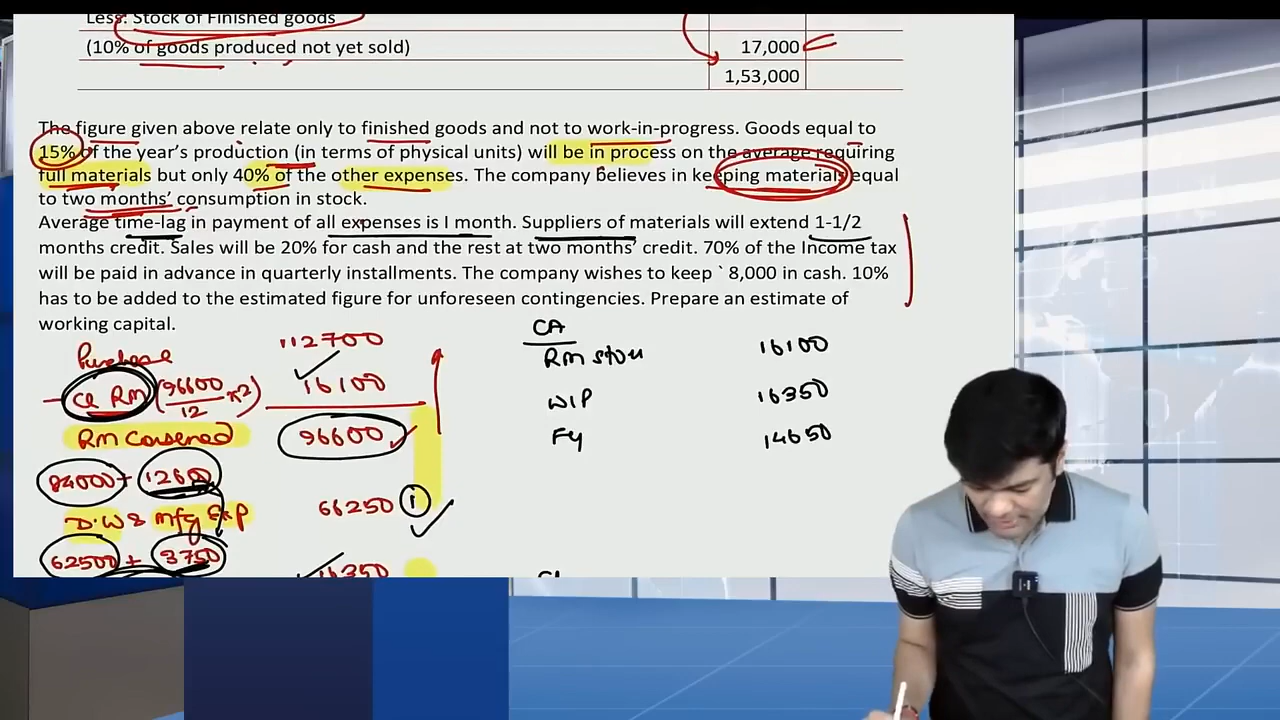 Less: Stock of Finished goods
(10% of goods produced not yet sold) 17,000
1,53,000
The figure given above relate only to finished goods and not to work-in-progress. Goods equal to
15% of the year's production (in terms of physical units) will be in process on the average requiring
full materials but only 40% of the other expenses. The company believes in keeping materials equal
to two months' consumption in stock.
Average time-lag in payment of all expenses is I month. Suppliers of materials will extend 1-1/2
months credit. Sales will be 20% for cash and the rest at two months' credit. 70% of the Income tax
will be paid in advance in quarterly installments. The company wishes to keep ` 8,000 in cash. 10%
has to be added to the estimated figure for unforeseen contingencies. Prepare an estimate of
working capital.
Purchase 112700
- CL RM (96600/12 x2) 16100
RM Consumed 96600
84000 + 12600
D.W & Mfg Exp 66250 1
62500 + 3750
16350
CA
RM stou 16100
WIP 16350
FG 14650